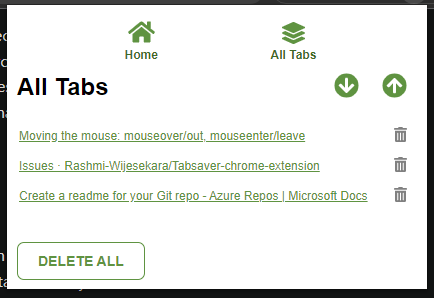 Home
All Tabs
All Tabs
Moving the mouse: mouseover/out, mouseenter/leave
Issues · Rashmi-Wijesekara/Tabsaver-chrome-extension
Create a readme for your Git repo - Azure Repos | Microsoft Docs
DELETE ALL